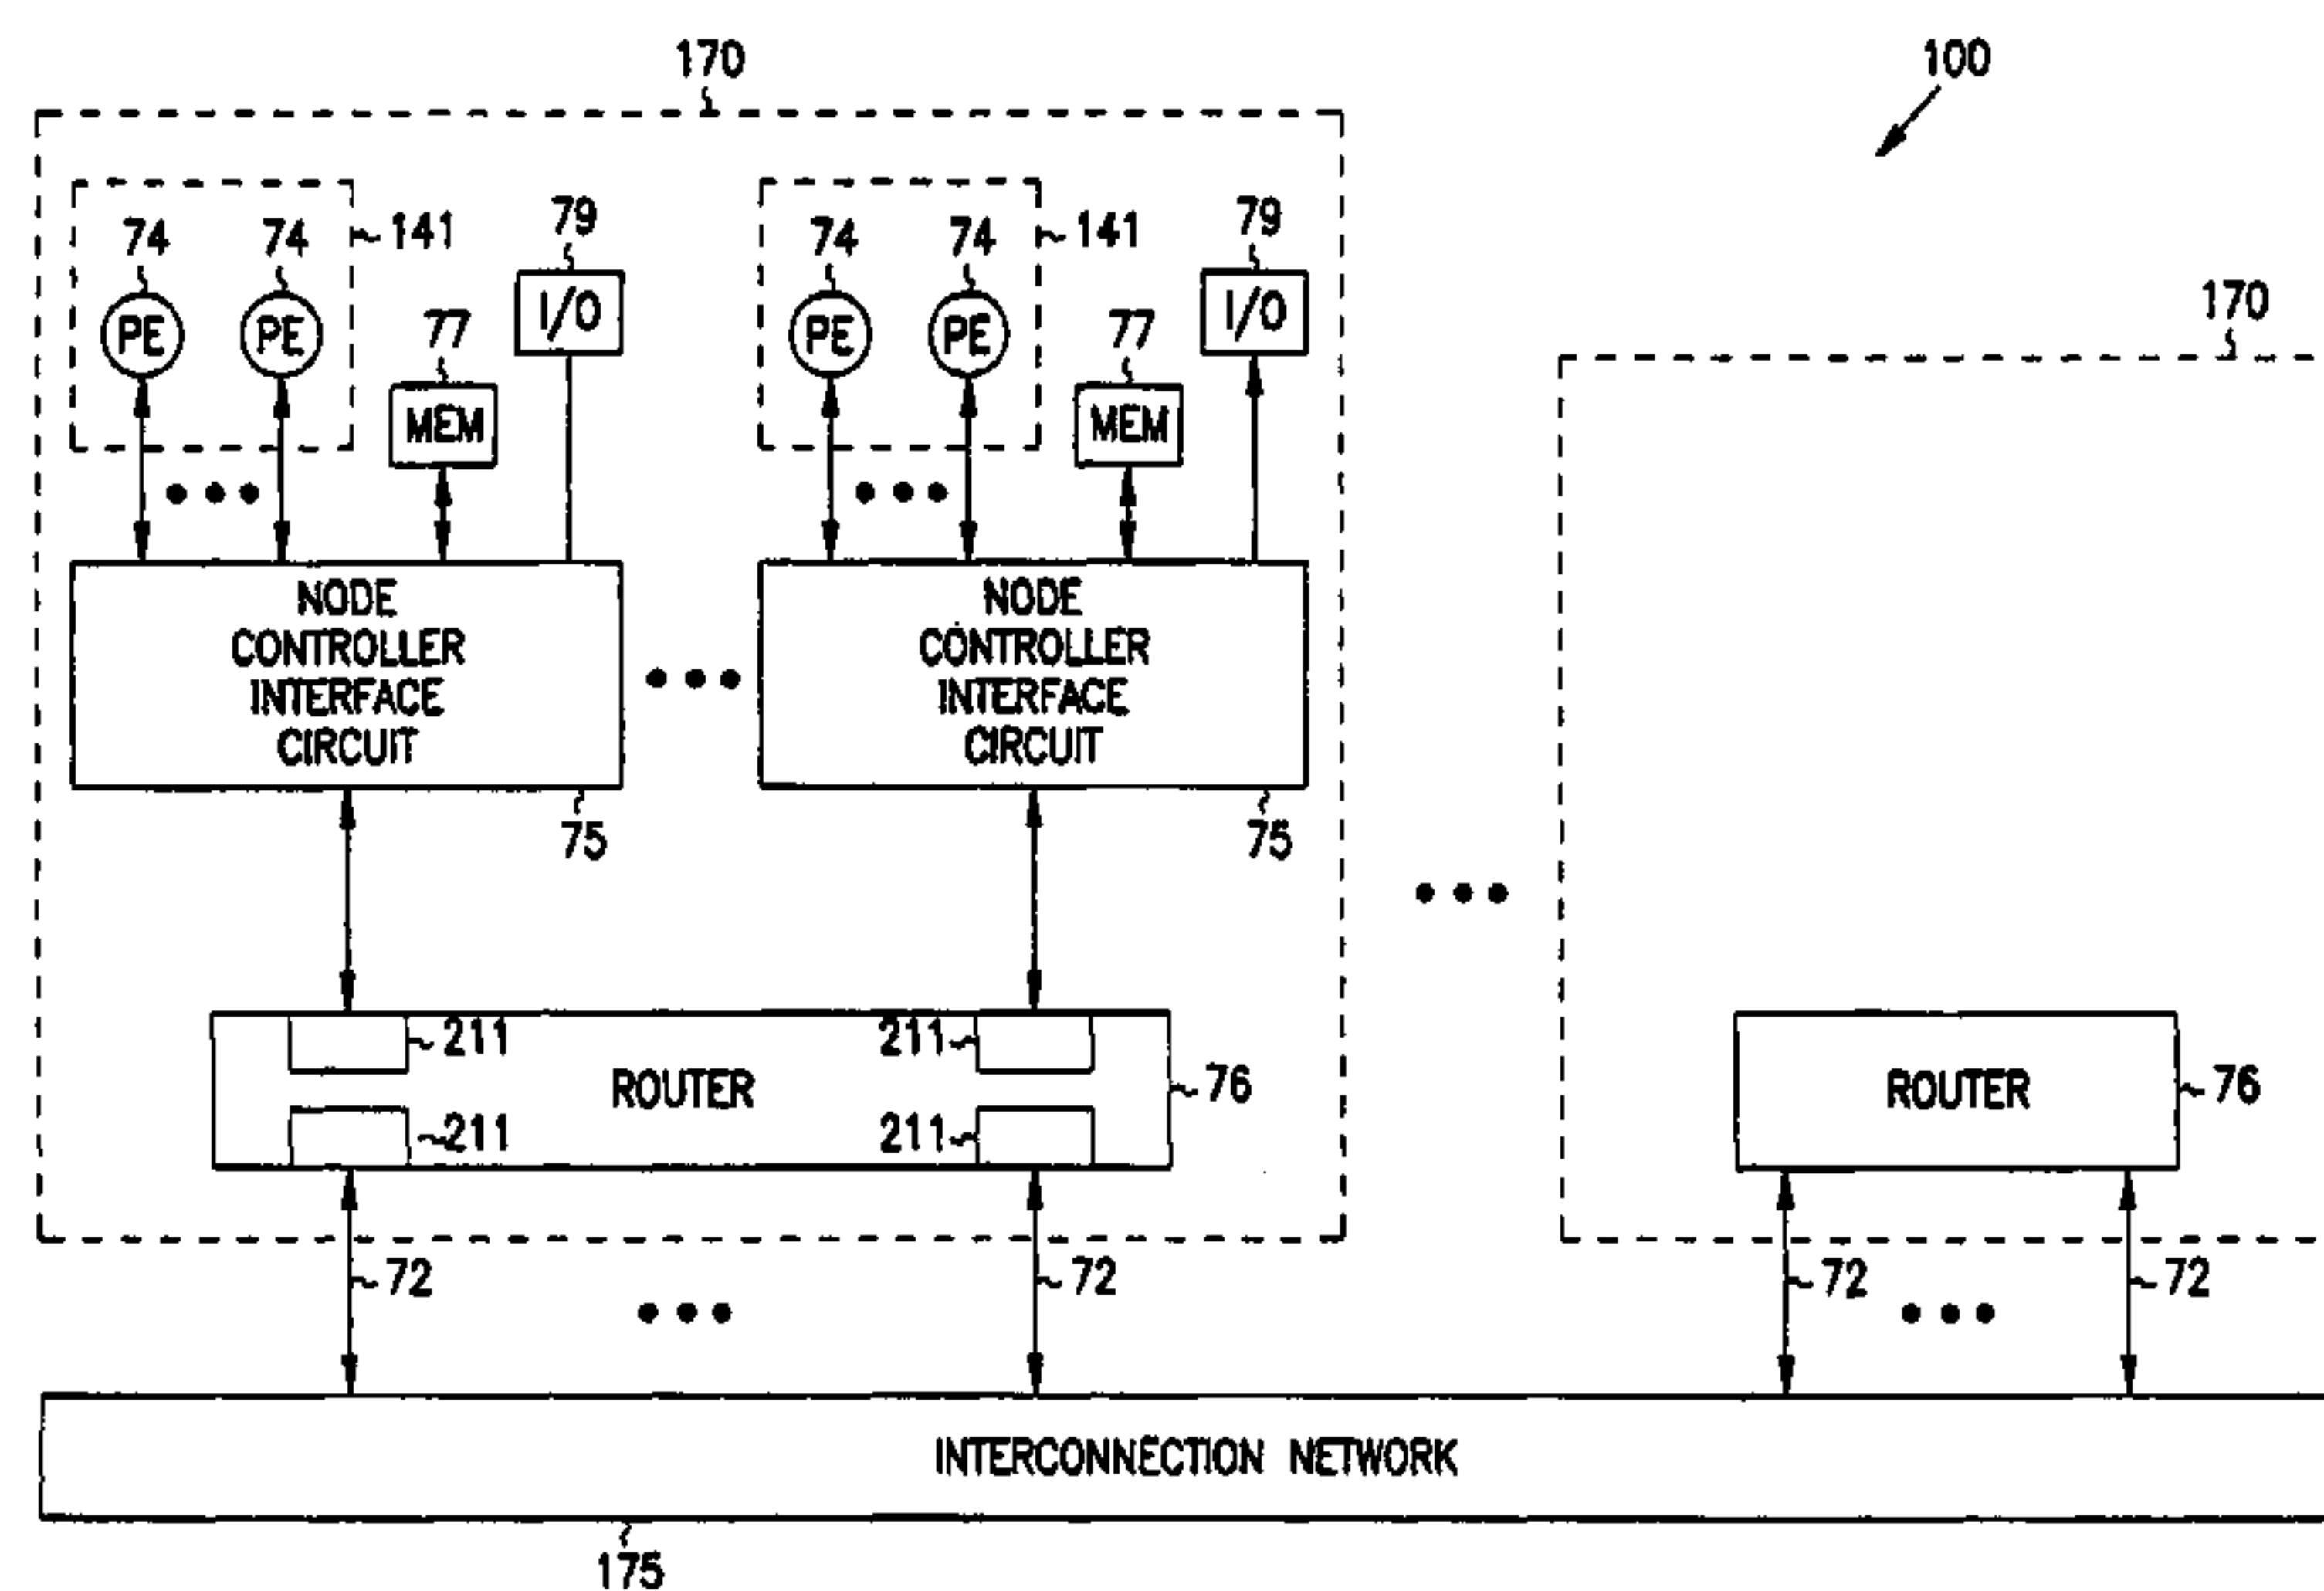 170
100
74 74 141 79
74 74 141 79
PE PE 77 I/O
PE PE 77 I/O
170
MEM
MEM
NODE
CONTROLLER
INTERFACE
CIRCUIT
75
NODE
CONTROLLER
INTERFACE
CIRCUIT
75
211 211
ROUTER 76
211 211
ROUTER 76
72 72 72 72
INTERCONNECTION NETWORK
175